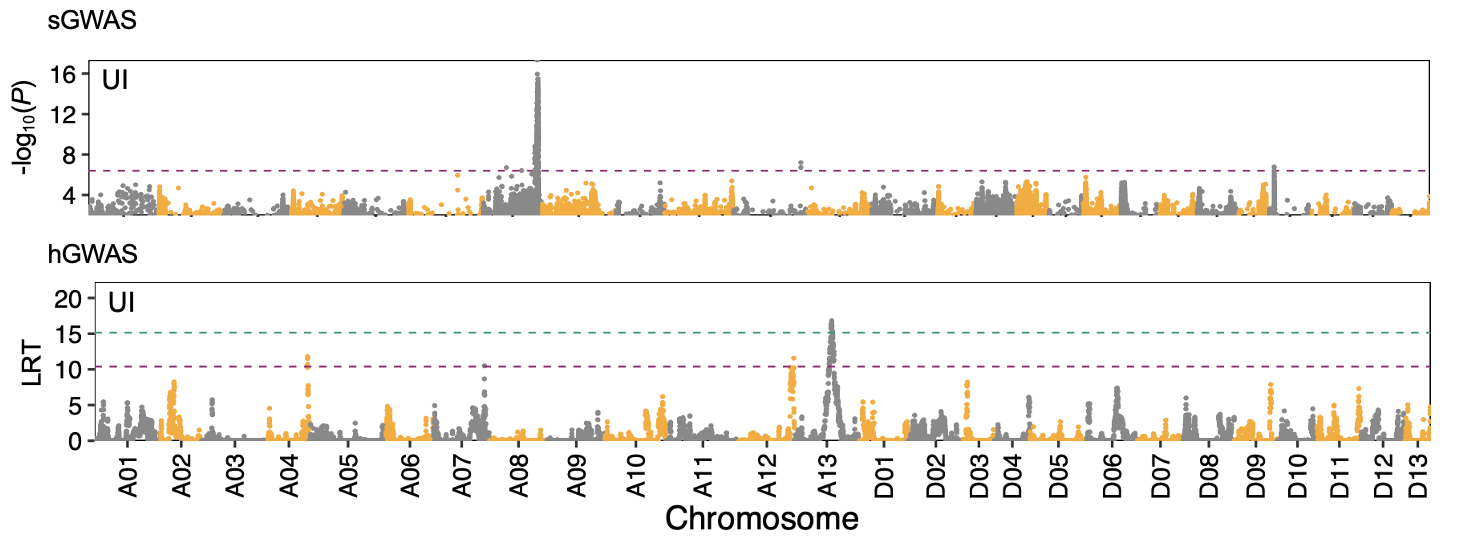 sGWAS
UI
-log10(P)
16
12
8
4
hGWAS
UI
LRT
20
15
10
5
0
A01 A02 A03 A04 A05 A06 A07 A08 A09 A10 A11 A12 A13 D01 D02 D03 D04 D05 D06 D07 D08 D09 D10 D11 D12 D13
Chromosome